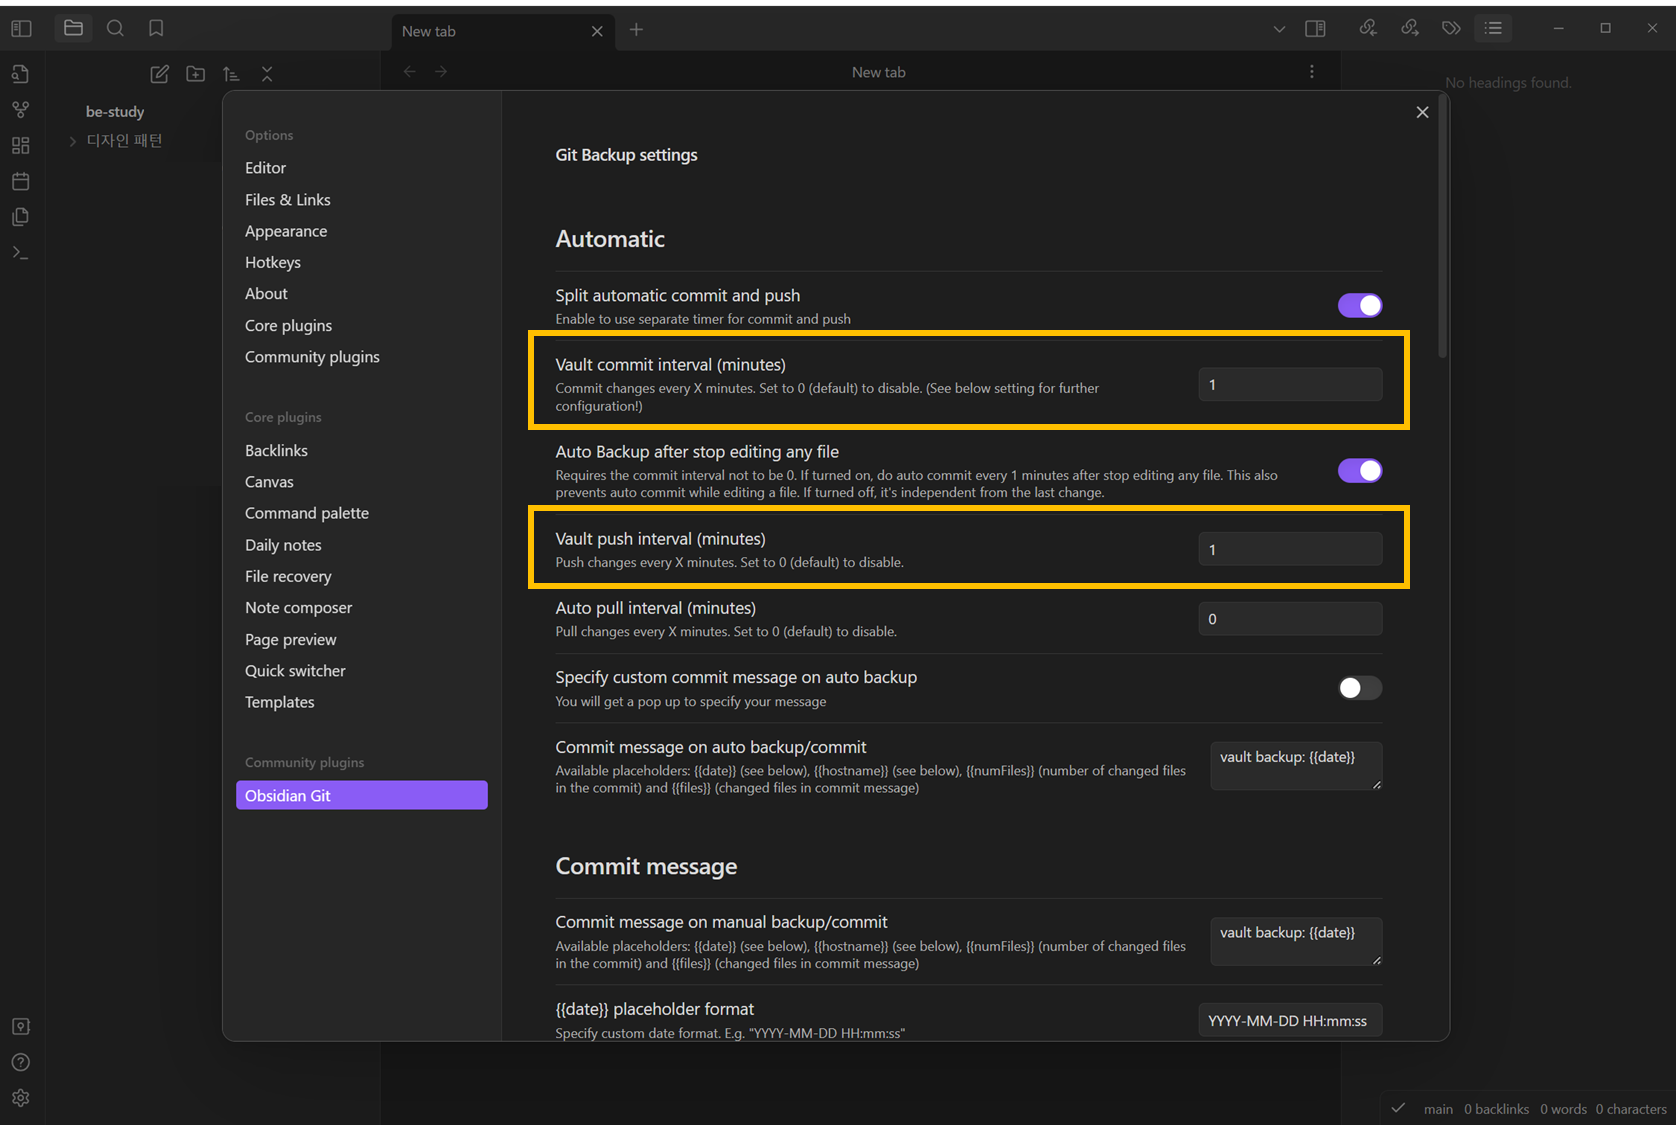 New tab
New tab
No headings found.
be-study
디자인 패턴
Options
Editor
Files & Links
Appearance
Hotkeys
About
Core plugins
Community plugins
Core plugins
Backlinks
Canvas
Command palette
Daily notes
File recovery
Note composer
Page preview
Quick switcher
Templates
Community plugins
Obsidian Git
Git Backup settings
Automatic
Split automatic commit and push
Enable to use separate timer for commit and push
Vault commit interval (minutes)
Commit changes every X minutes. Set to 0 (default) to disable. (See below setting for further
configuration!)
1
Auto Backup after stop editing any file
Requires the commit interval not to be 0. If turned on, do auto commit every 1 minutes after stop editing any file. This also
prevents auto commit while editing a file. If turned off, it's independent from the last change.
Vault push interval (minutes)
Push changes every X minutes. Set to 0 (default) to disable.
1
Auto pull interval (minutes)
Pull changes every X minutes. Set to 0 (default) to disable.
0
Specify custom commit message on auto backup
You will get a pop up to specify your message
Commit message on auto backup/commit
Available placeholders: {{date}} (see below), {{hostname}} (see below), {{numFiles}} (number of changed files
in the commit) and {{files}} (changed files in commit message)
vault backup: {{date}}
Commit message
Commit message on manual backup/commit
Available placeholders: {{date}} (see below), {{hostname}} (see below), {{numFiles}} (number of changed files
in the commit) and {{files}} (changed files in commit message)
vault backup: {{date}}
{{date}} placeholder format
Specify custom date format. E.g. "YYYY-MM-DD HH:mm:ss"
YYYY-MM-DD HH:mm:ss
main 0 backlinks 0 words 0 characters